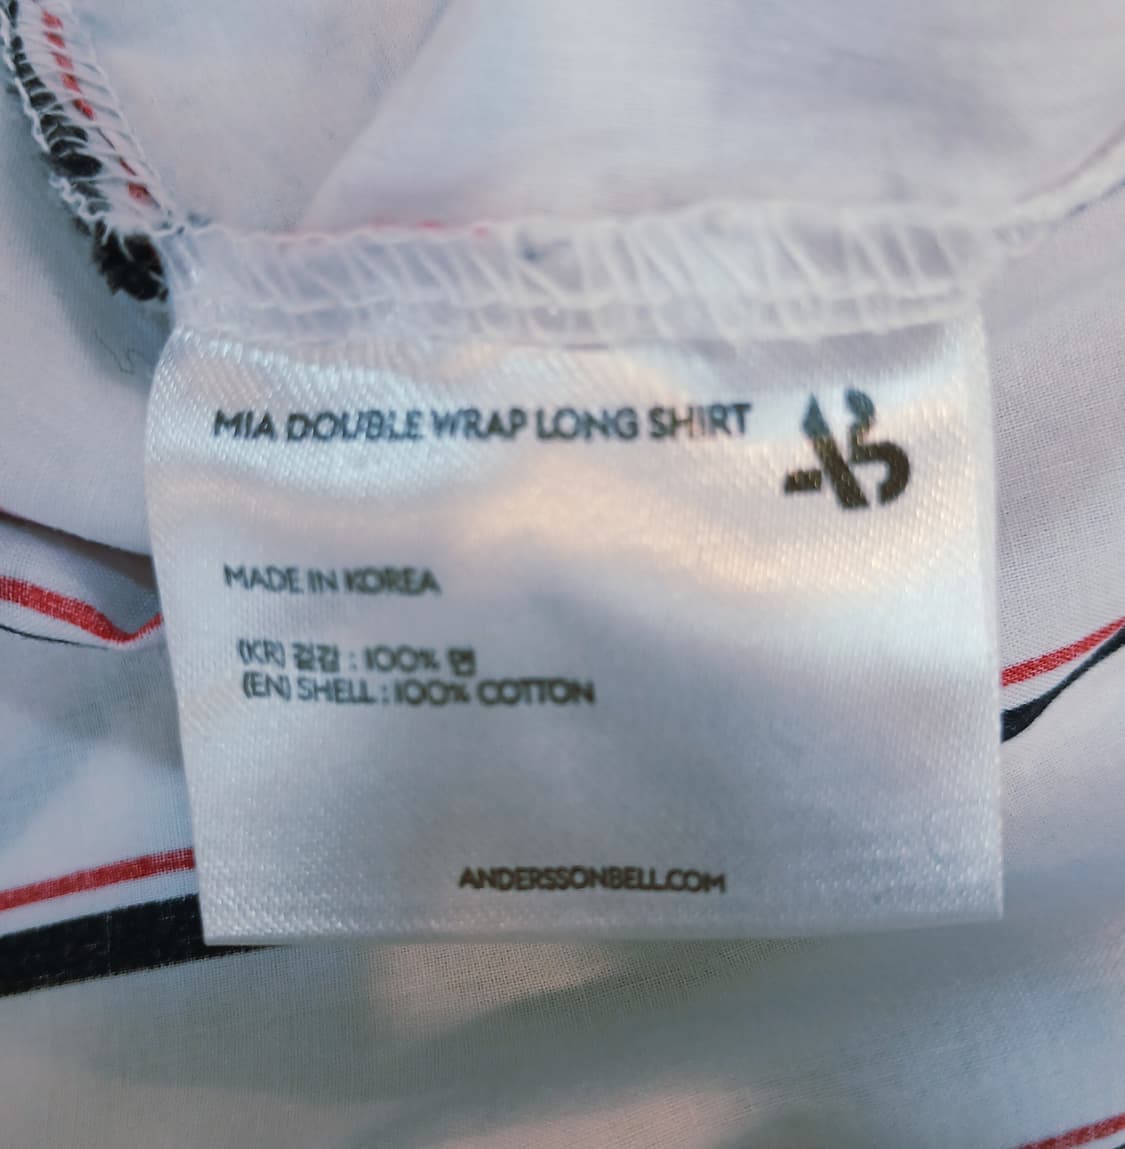 MIA DOUBLE WRAP LONG SHIRT
MADE IN KOREA
(KR) 겉감 : 100% 면
(EN) SHELL : 100% COTTON
ANDERSSONBELL.COM